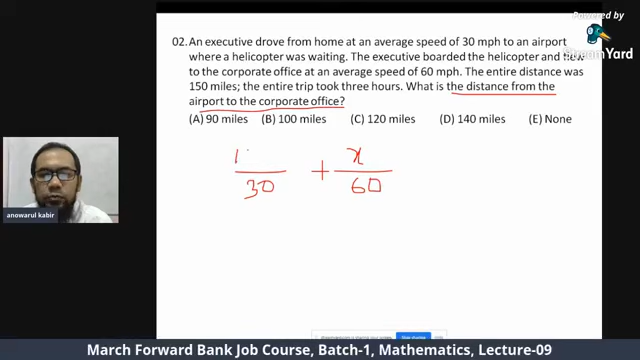 Powered by
StreamYard
02. An executive drove from home at an average speed of 30 mph to an airport
where a helicopter was waiting. The executive boarded the helicopter and flew
to the corporate office at an average speed of 60 mph. The entire distance was
150 miles; the entire trip took three hours. What is the distance from the
airport to the corporate office?
(A) 90 miles (B) 100 miles (C) 120 miles (D) 140 miles (E) None
x
30 + 60
anowarul kabir
March Forward Bank Job Course, Batch-1, Mathematics, Lecture-09